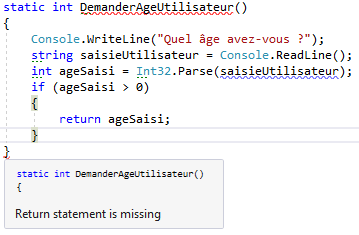 static int DemanderAgeUtilisateur()
{
Console.WriteLine("Quel âge avez-vous ?");
string saisieUtilisateur = Console.ReadLine();
int ageSaisi = Int32.Parse(saisieUtilisateur);
if (ageSaisi > 0)
{
return ageSaisi;
}
}
static int DemanderAgeUtilisateur()
{
Return statement is missing